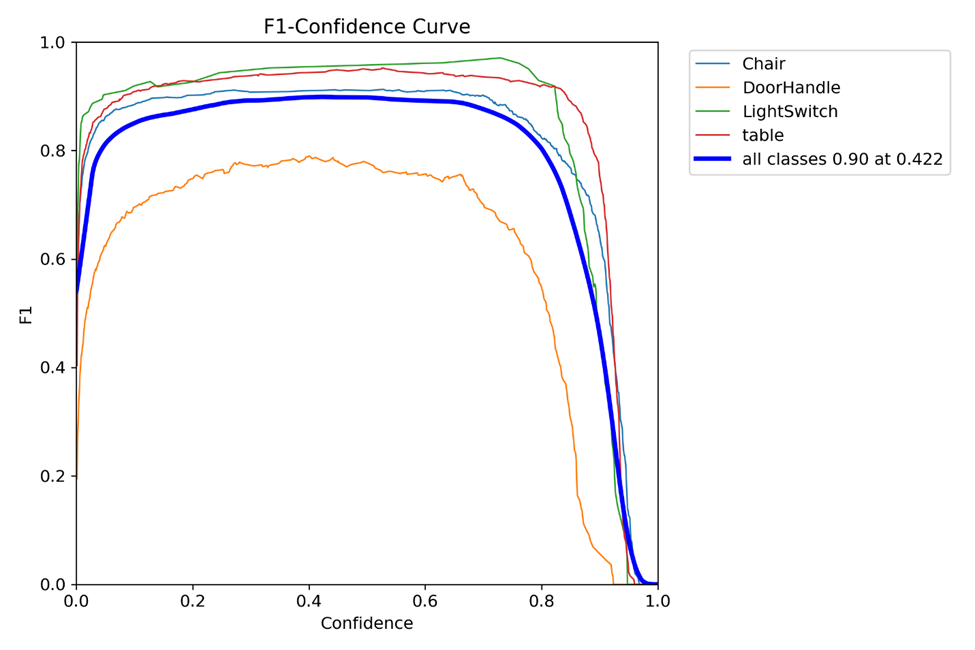 F1-Confidence Curve
1.0
0.8
0.6
0.4
0.2
0.0
F1
0.0 0.2 0.4 0.6 0.8 1.0
Confidence
Chair
DoorHandle
LightSwitch
table
all classes 0.90 at 0.422